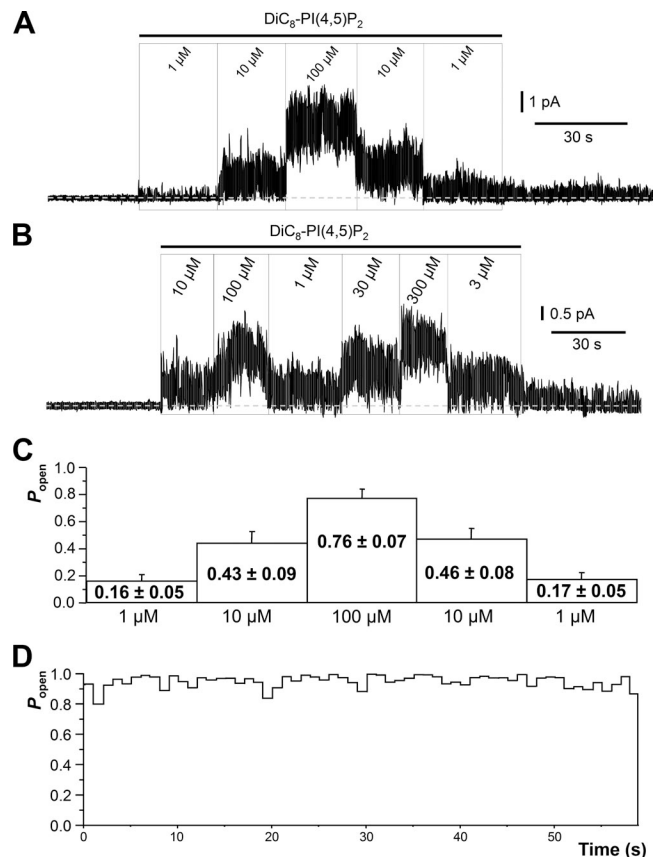 A
DiC₈-PI(4,5)P₂
1 µM 10 µM 100 µM 10 µM 1 µM
1 pA
30 s
B
DiC₈-PI(4,5)P₂
10 µM 100 µM 1 µM 30 µM 300 µM 3 µM
0.5 pA
30 s
C
Popen
1.0
0.8
0.6
0.4
0.2
0.0
0.16 ± 0.05 0.43 ± 0.09 0.76 ± 0.07 0.46 ± 0.08 0.17 ± 0.05
1 µM 10 µM 100 µM 10 µM 1 µM
D
Popen
1.0
0.8
0.6
0.4
0.2
0.0
0 10 20 30 40 50
Time (s)